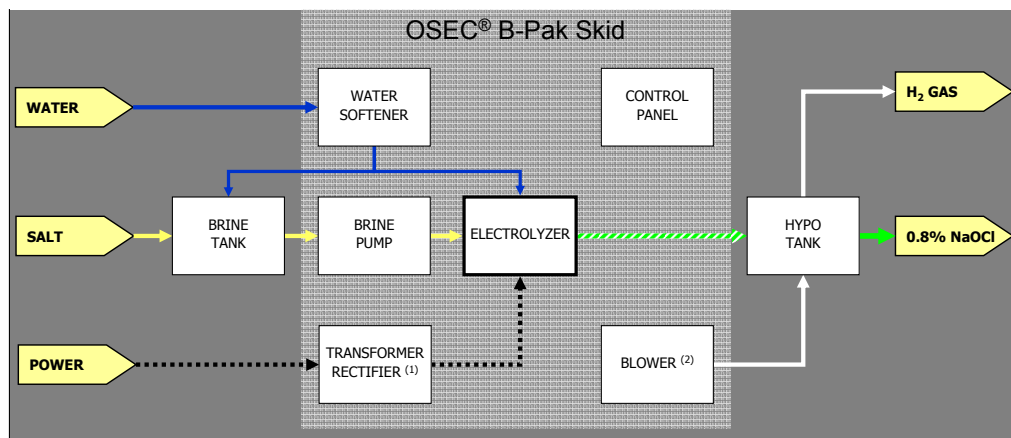 OSEC® B-Pak Skid
WATER
WATER
SOFTENER
CONTROL
PANEL
H₂ GAS
SALT
BRINE
TANK
BRINE
PUMP
ELECTROLYZER
HYPO
TANK
0.8% NaOCl
POWER
TRANSFORMER
RECTIFIER (1)
BLOWER (2)